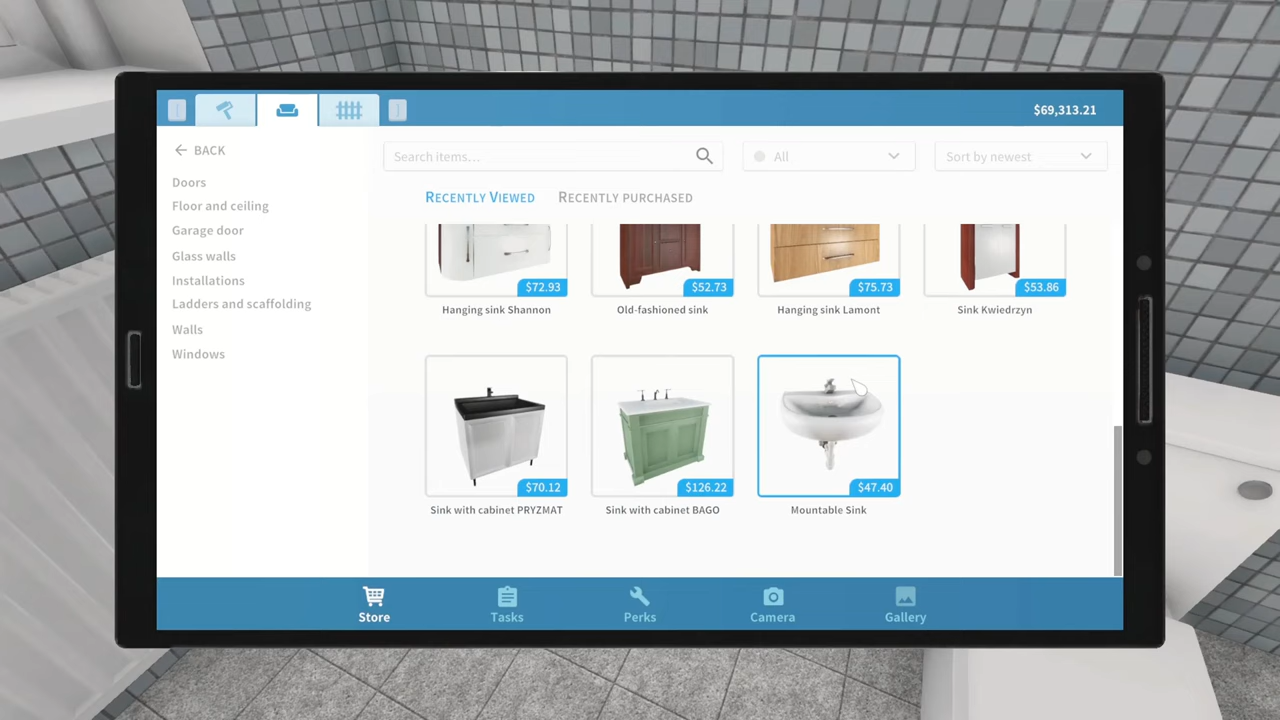 $69,313.21
BACK
Search items...
All
Sort by newest
Doors
Floor and ceiling
Garage door
Glass walls
Installations
Ladders and scaffolding
Walls
Windows
RECENTLY VIEWED
RECENTLY PURCHASED
$72.93
$52.73
$75.73
$53.86
Hanging sink Shannon
Old-fashioned sink
Hanging sink Lamont
Sink Kwiedrzyn
$70.12
$126.22
$47.40
Sink with cabinet PRYZMAT
Sink with cabinet BAGO
Mountable Sink
Store
Tasks
Perks
Camera
Gallery